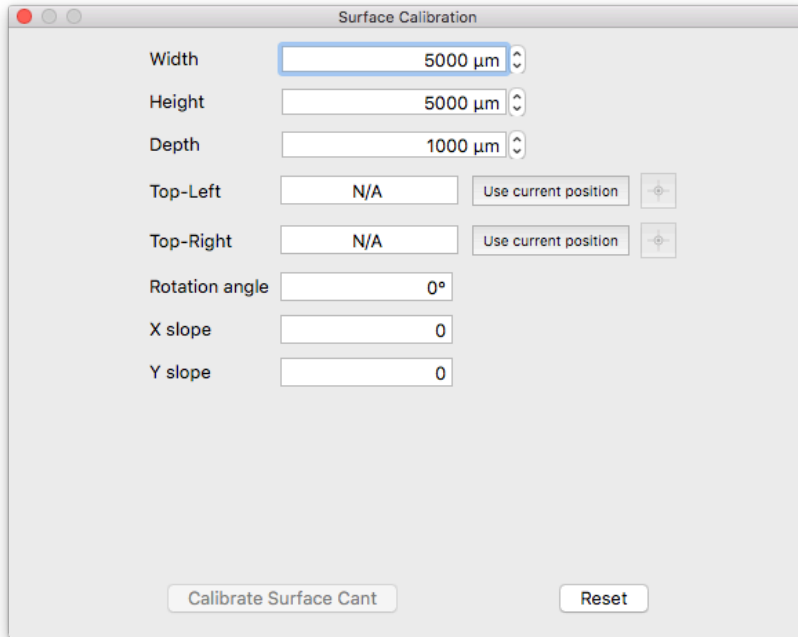 Surface Calibration
Width 5000 µm
Height 5000 µm
Depth 1000 µm
Top-Left N/A Use current position
Top-Right N/A Use current position
Rotation angle 0°
X slope 0
Y slope 0
Calibrate Surface Cant Reset